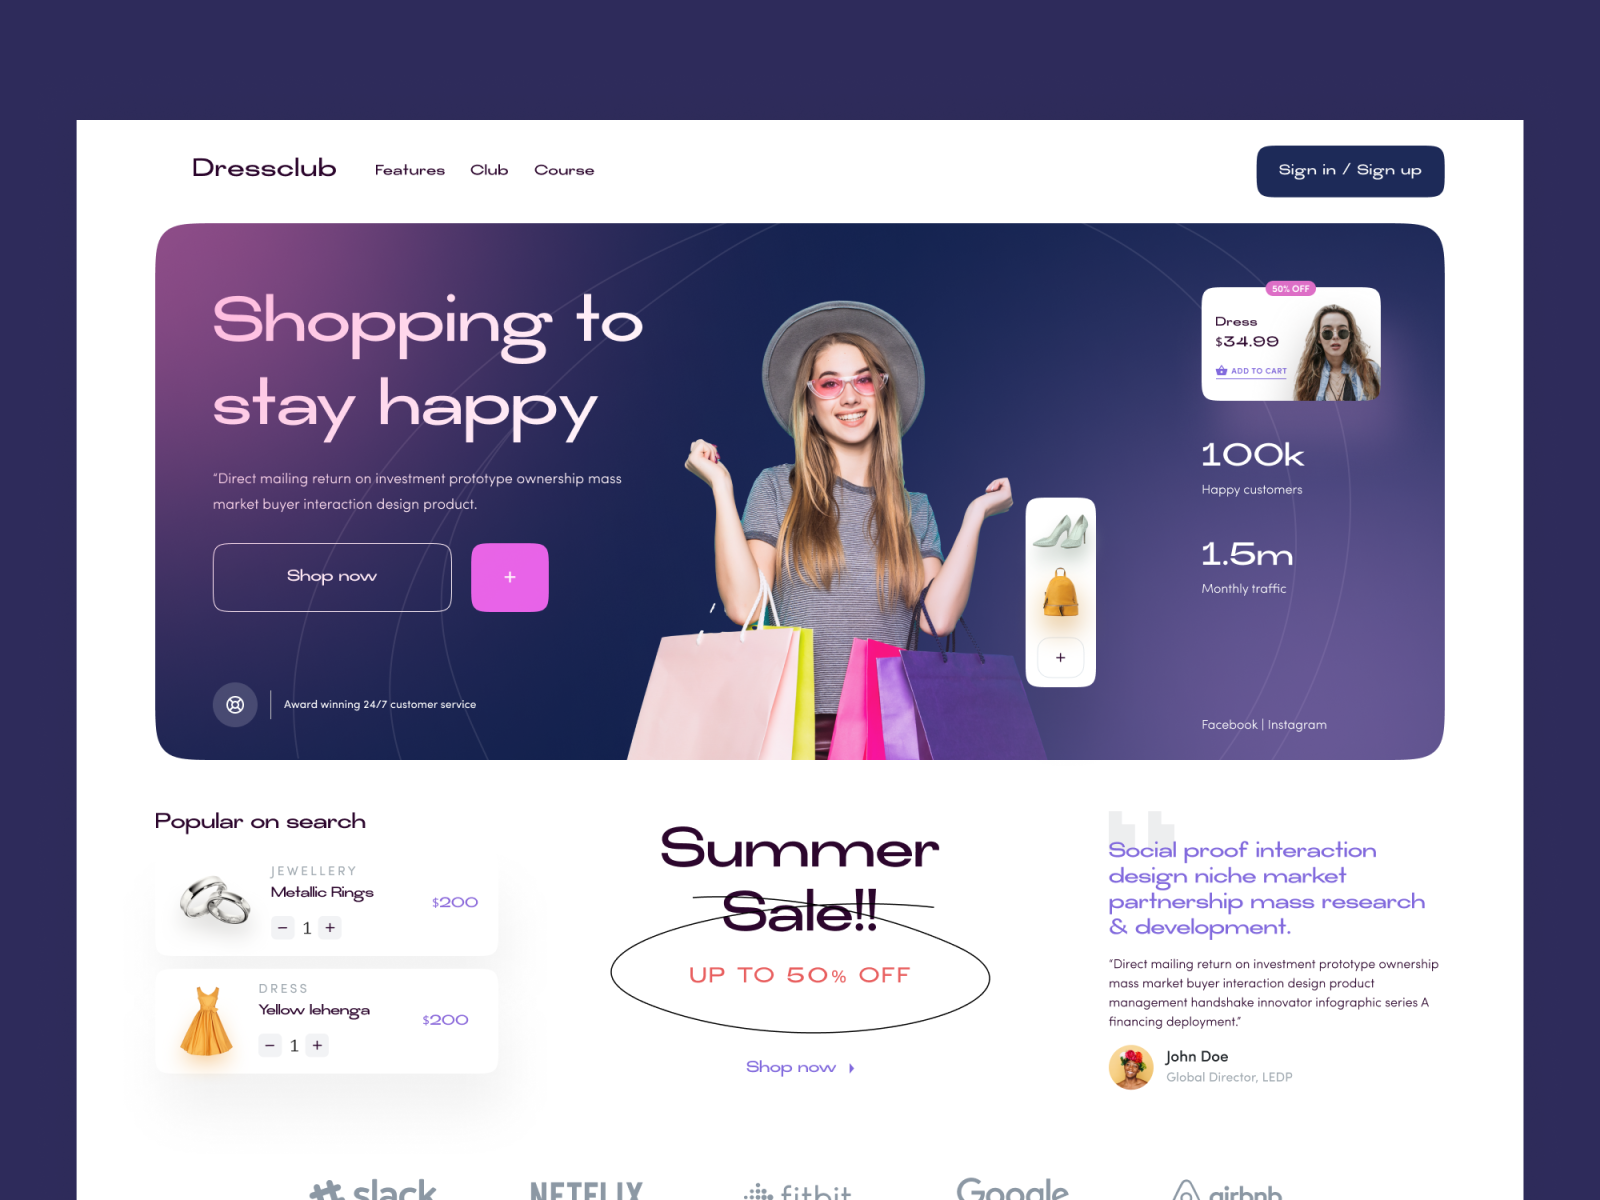 Dressclub
Features
Club
Course
Sign in / Sign up
Shopping to
stay happy
“Direct mailing return on investment prototype ownership mass
market buyer interaction design product.
Shop now
+
Award winning 24/7 customer service
50% OFF
Dress
$34.99
ADD TO CART
100k
Happy customers
1.5m
Monthly traffic
+
Facebook | Instagram
Popular on search
JEWELLERY
Metallic Rings
$200
− 1 +
DRESS
Yellow lehenga
$200
− 1 +
Summer
Sale!!
UP TO 50% OFF
Shop now
Social proof interaction
design niche market
partnership mass research
& development.
“Direct mailing return on investment prototype ownership
mass market buyer interaction design product
management handshake innovator infographic series A
financing deployment.”
John Doe
Global Director, LEDP
slack
NETFLIX
fitbit
Google
airbnb